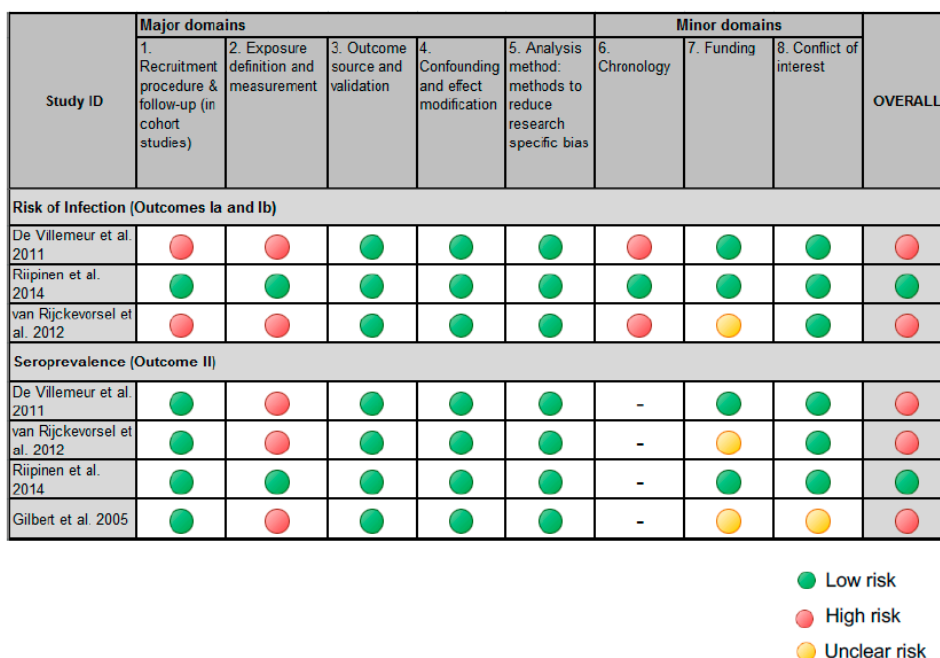 Study ID
Major domains
Minor domains
OVERALL
1.
Recruitment
procedure &
follow-up (in
cohort
studies)
2. Exposure
definition and
measurement
3. Outcome
source and
validation
4.
Confounding
and effect
modification
5. Analysis
method:
methods to
reduce
research
specific bias
6.
Chronology
7. Funding
8. Conflict of
interest
Risk of Infection (Outcomes Ia and Ib)
De Villemeur et al.
2011
Riipinen et al.
2014
van Rijckevorsel et
al. 2012
Seroprevalence (Outcome II)
De Villemeur et al.
2011
-
van Rijckevorsel et
al. 2012
-
Riipinen et al.
2014
-
Gilbert et al. 2005
-
Low risk
High risk
Unclear risk